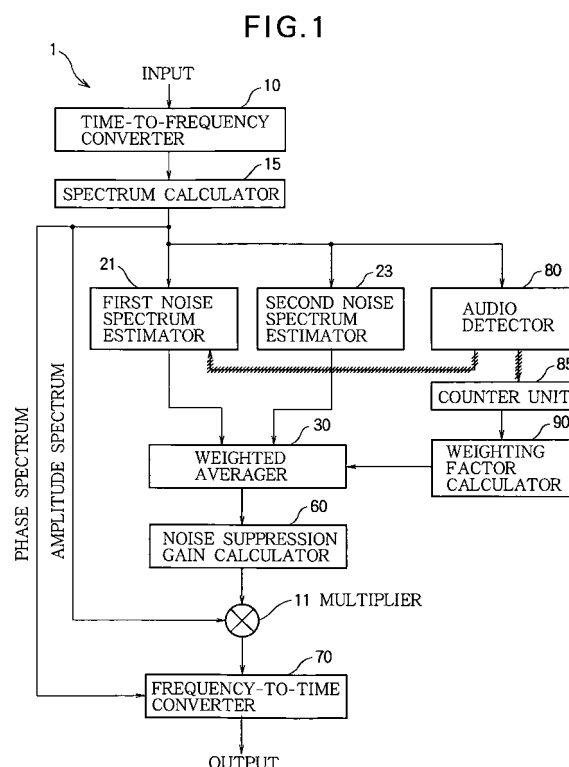 FIG.1
1
INPUT
10
TIME-TO-FREQUENCY
CONVERTER
15
SPECTRUM CALCULATOR
21
FIRST NOISE
SPECTRUM
ESTIMATOR
23
SECOND NOISE
SPECTRUM
ESTIMATOR
80
AUDIO
DETECTOR
85
COUNTER UNIT
90
WEIGHTING
FACTOR
CALCULATOR
30
WEIGHTED
AVERAGER
60
NOISE SUPPRESSION
GAIN CALCULATOR
PHASE SPECTRUM
AMPLITUDE SPECTRUM
11 MULTIPLIER
70
FREQUENCY-TO-TIME
CONVERTER
OUTPUT